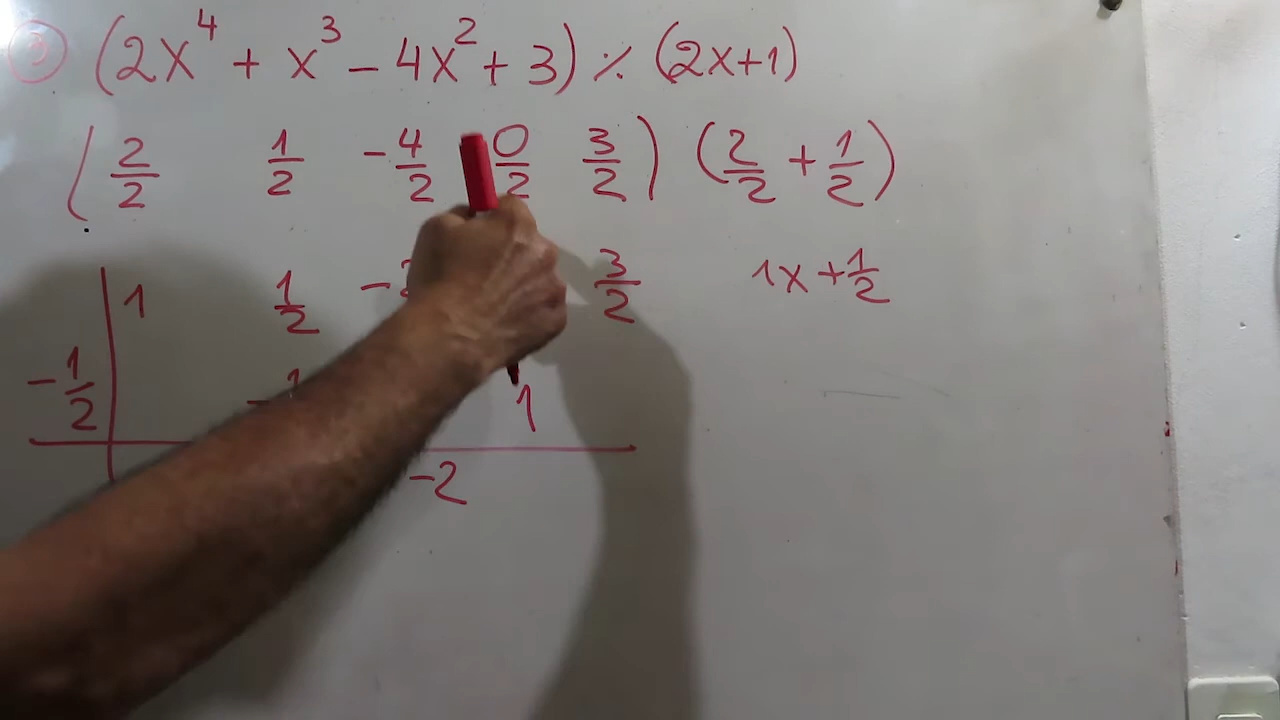 ③ (2x⁴ + x³ - 4x² + 3) ٪ (2x+1)
( 2/2 1/2 -4/2 0/2 3/2 ) (2/2 + 1/2)
1 1/2 - 3/2 1x + 1/2
-1/2 - 1 1
-2